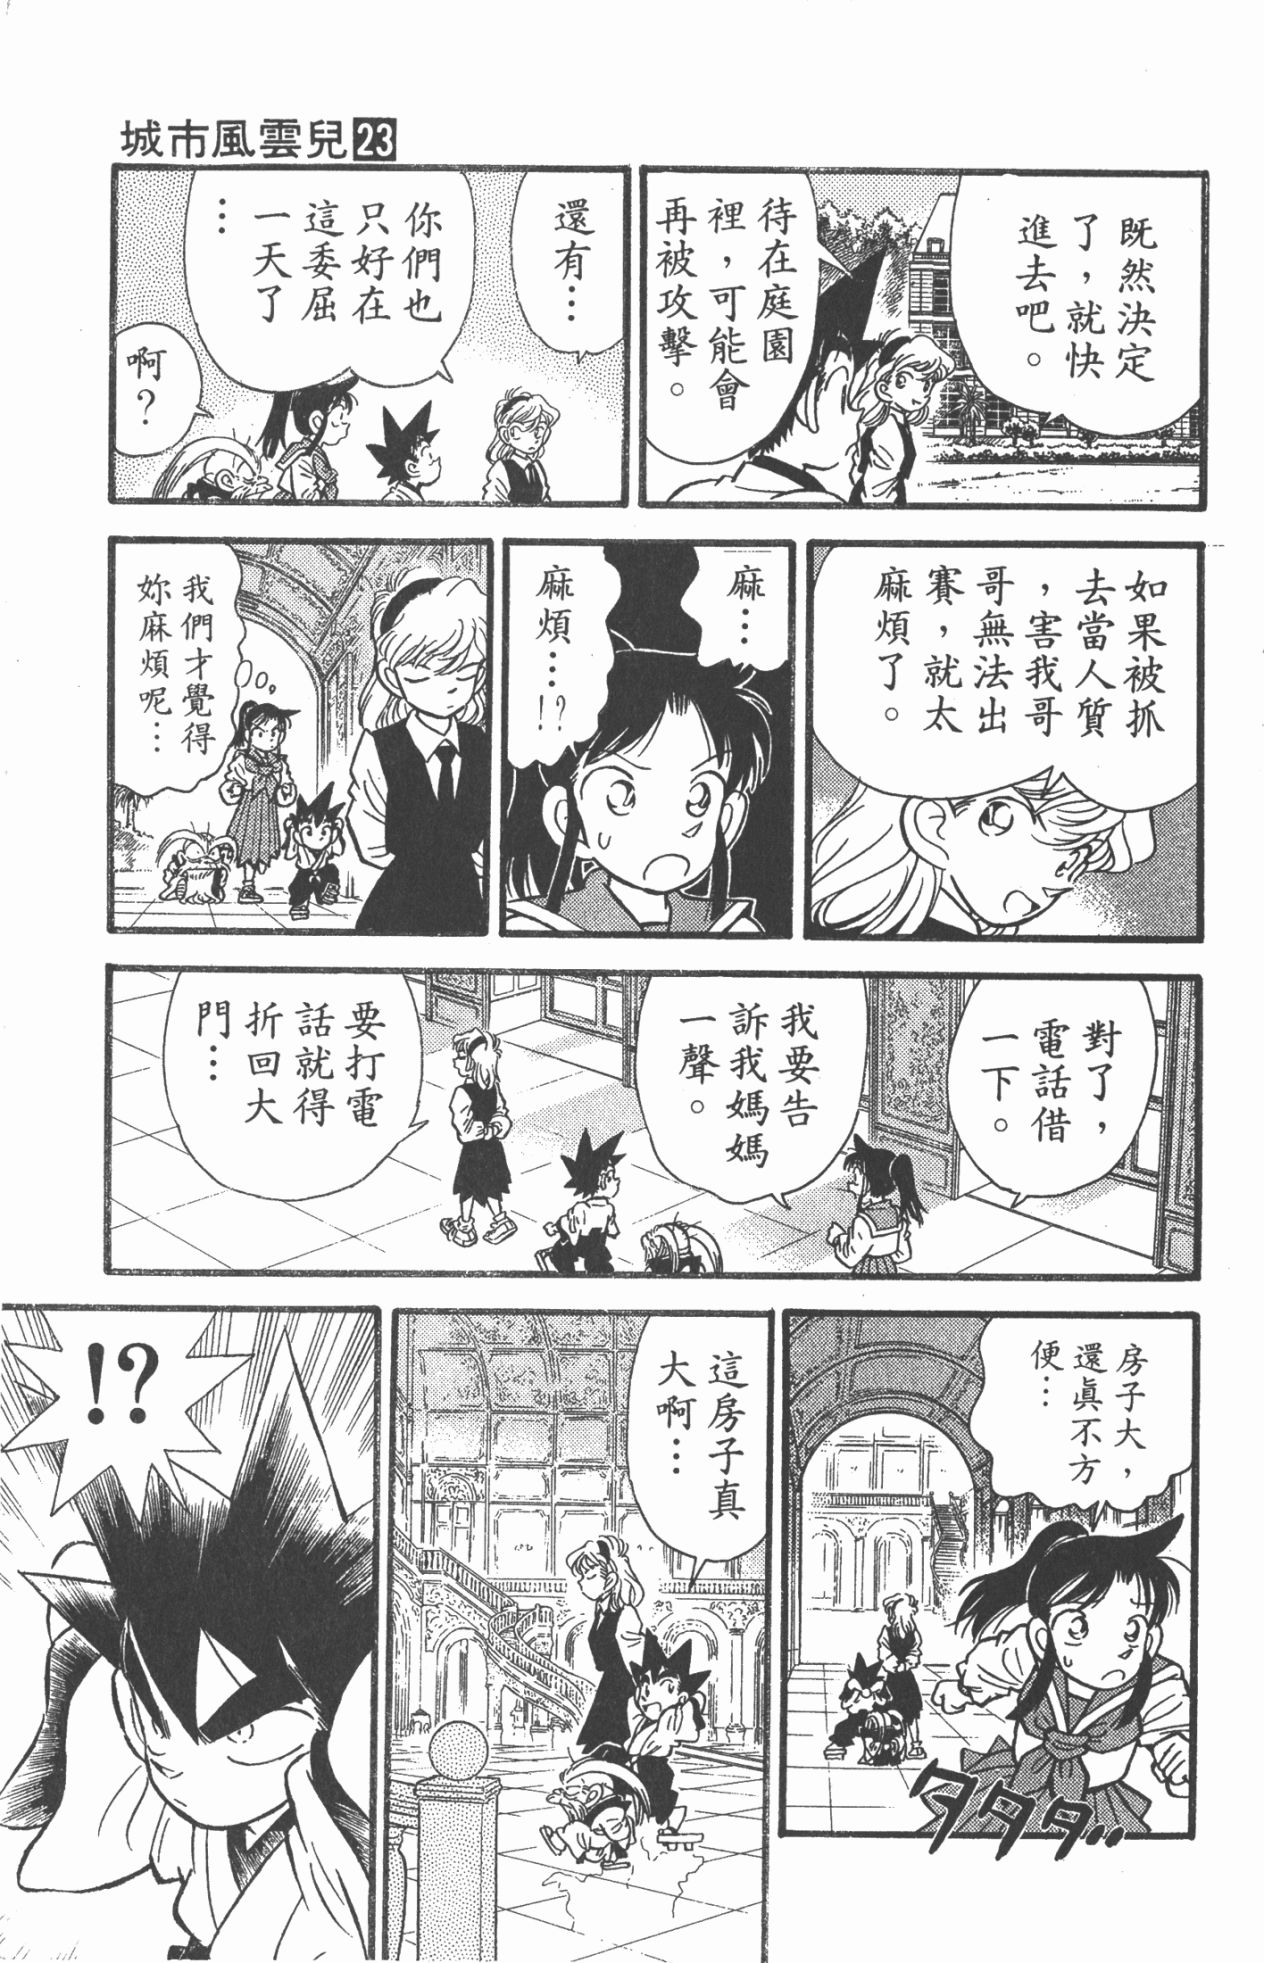 城市風雲兒23
既然決定
了，就快
進去吧。
待在庭園
裡，可能會
再被攻擊。
還有…
你們也
只好在
這委屈
一天了
…
啊？
如果被抓
去當人質
，害我哥
哥無法出
賽，就太
麻煩了。
麻…
麻煩…!?
我們才覺得
妳麻煩呢…
對了，
電話借
一下。
我要告
訴我媽媽
一聲。
要打電
話就得
折回大
門…
房子大，
還真不方
便…
タタタ‥
這房子真
大啊…
!?